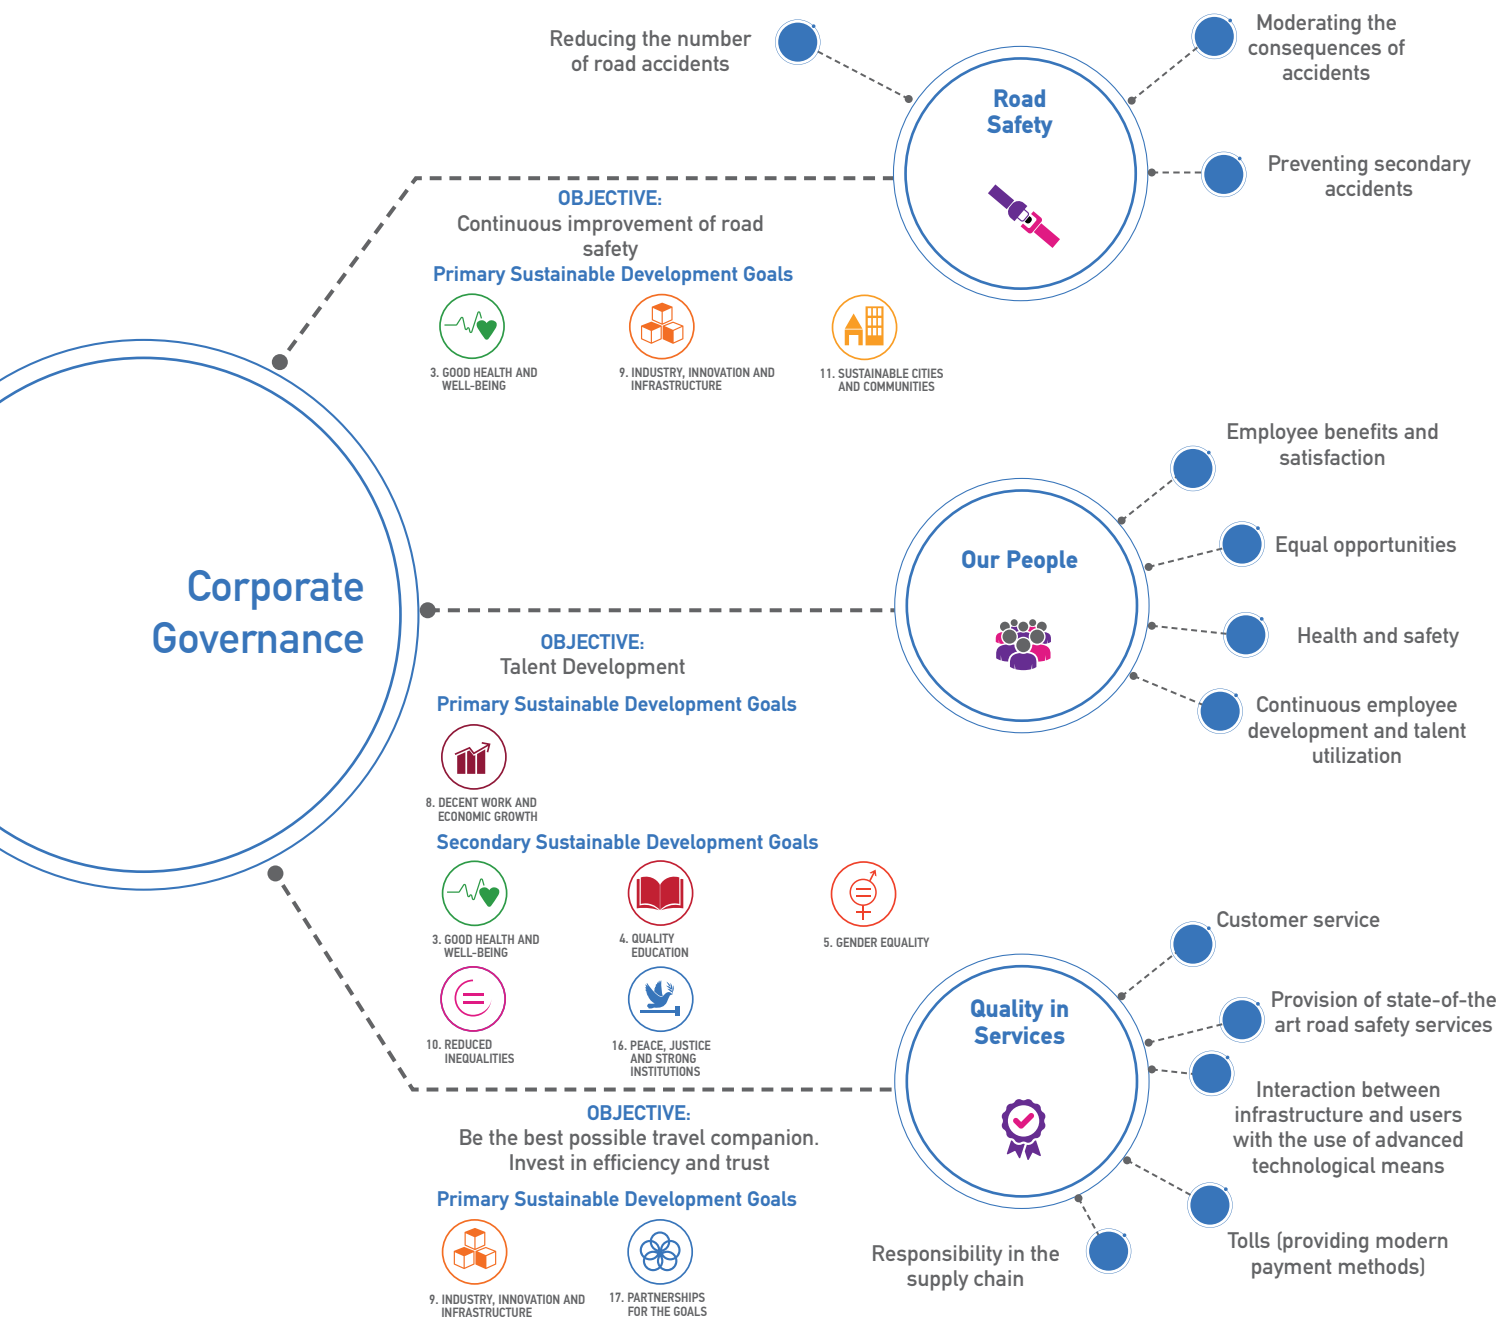 Reducing the number
of road accidents
Moderating the
consequences of
accidents
Road
Safety
Preventing secondary
accidents
OBJECTIVE:
Continuous improvement of road
safety
Primary Sustainable Development Goals
3. GOOD HEALTH AND
WELL-BEING
9. INDUSTRY, INNOVATION AND
INFRASTRUCTURE
11. SUSTAINABLE CITIES
AND COMMUNITIES
Corporate
Governance
Employee benefits and
satisfaction
Equal opportunities
Our People
Health and safety
Continuous employee
development and talent
utilization
OBJECTIVE:
Talent Development
Primary Sustainable Development Goals
8. DECENT WORK AND
ECONOMIC GROWTH
Secondary Sustainable Development Goals
3. GOOD HEALTH AND
WELL-BEING
4. QUALITY
EDUCATION
5. GENDER EQUALITY
10. REDUCED
INEQUALITIES
16. PEACE, JUSTICE
AND STRONG
INSTITUTIONS
Customer service
Quality in
Services
Provision of state-of-the
art road safety services
Interaction between
infrastructure and users
with the use of advanced
technological means
Tolls (providing modern
payment methods)
Responsibility in the
supply chain
OBJECTIVE:
Be the best possible travel companion.
Invest in efficiency and trust
Primary Sustainable Development Goals
9. INDUSTRY, INNOVATION AND
INFRASTRUCTURE
17. PARTNERSHIPS
FOR THE GOALS